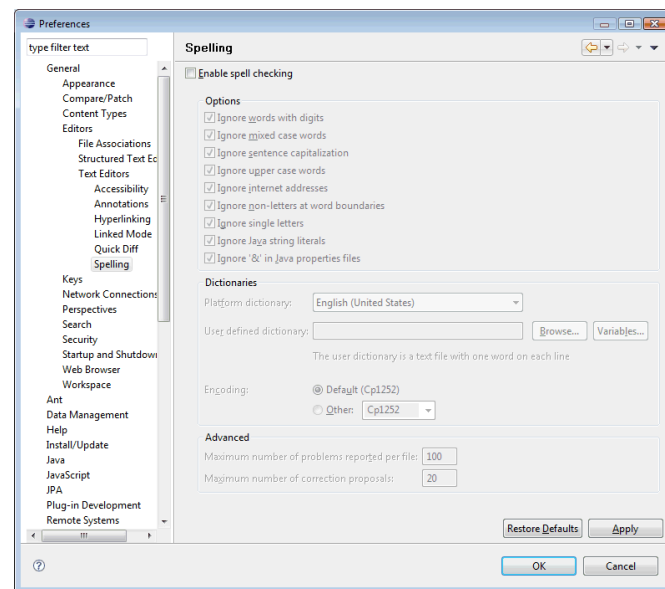 Preferences
type filter text
General
Appearance
Compare/Patch
Content Types
Editors
File Associations
Structured Text Ed
Text Editors
Accessibility
Annotations
Hyperlinking
Linked Mode
Quick Diff
Spelling
Keys
Network Connections
Perspectives
Search
Security
Startup and Shutdown
Web Browser
Workspace
Ant
Data Management
Help
Install/Update
Java
JavaScript
JPA
Plug-in Development
Remote Systems
Spelling
Enable spell checking
Options
Ignore words with digits
Ignore mixed case words
Ignore sentence capitalization
Ignore upper case words
Ignore internet addresses
Ignore non-letters at word boundaries
Ignore single letters
Ignore Java string literals
Ignore '&' in Java properties files
Dictionaries
Platform dictionary: English (United States)
User defined dictionary: Browse... Variables...
The user dictionary is a text file with one word on each line
Encoding: Default (Cp1252)
Other: Cp1252
Advanced
Maximum number of problems reported per file: 100
Maximum number of correction proposals: 20
Restore Defaults Apply
OK Cancel